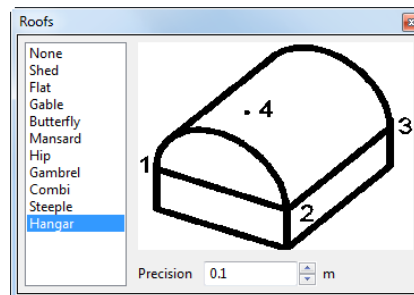 Roofs
None
Shed
Flat
Gable
Butterfly
Mansard
Hip
Gambrel
Combi
Steeple
Hangar
4
3
1
2
Precision 0.1 m